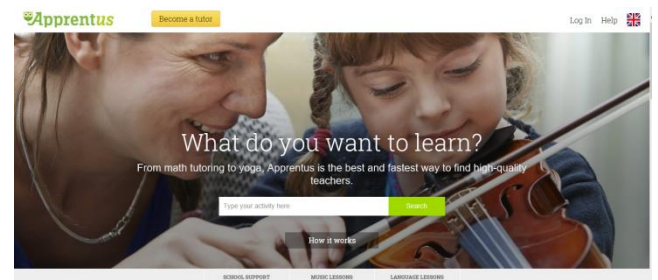 Apprentus
Become a tutor
Log In Help
What do you want to learn?
From math tutoring to yoga, Apprentus is the best and fastest way to find high-quality
teachers.
Type your activity here
Search
How it works
SCHOOL SUPPORT MUSIC LESSONS LANGUAGE LESSONS